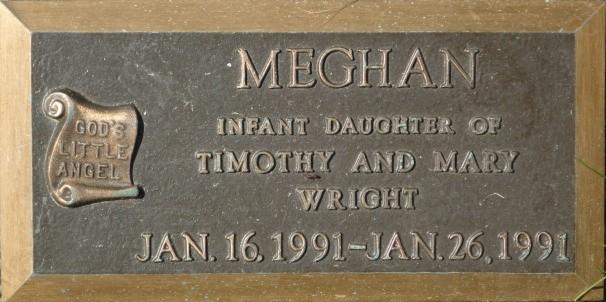 MEGHAN
INFANT DAUGHTER OF
TIMOTHY AND MARY
WRIGHT
JAN. 16, 1991-JAN. 26, 1991
GOD'S
LITTLE
ANGEL